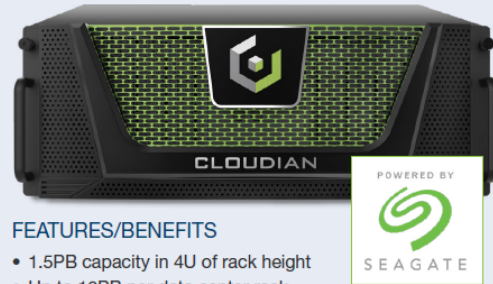 CLOUDIAN
POWERED BY
SEAGATE
FEATURES/BENEFITS
• 1.5PB capacity in 4U of rack height